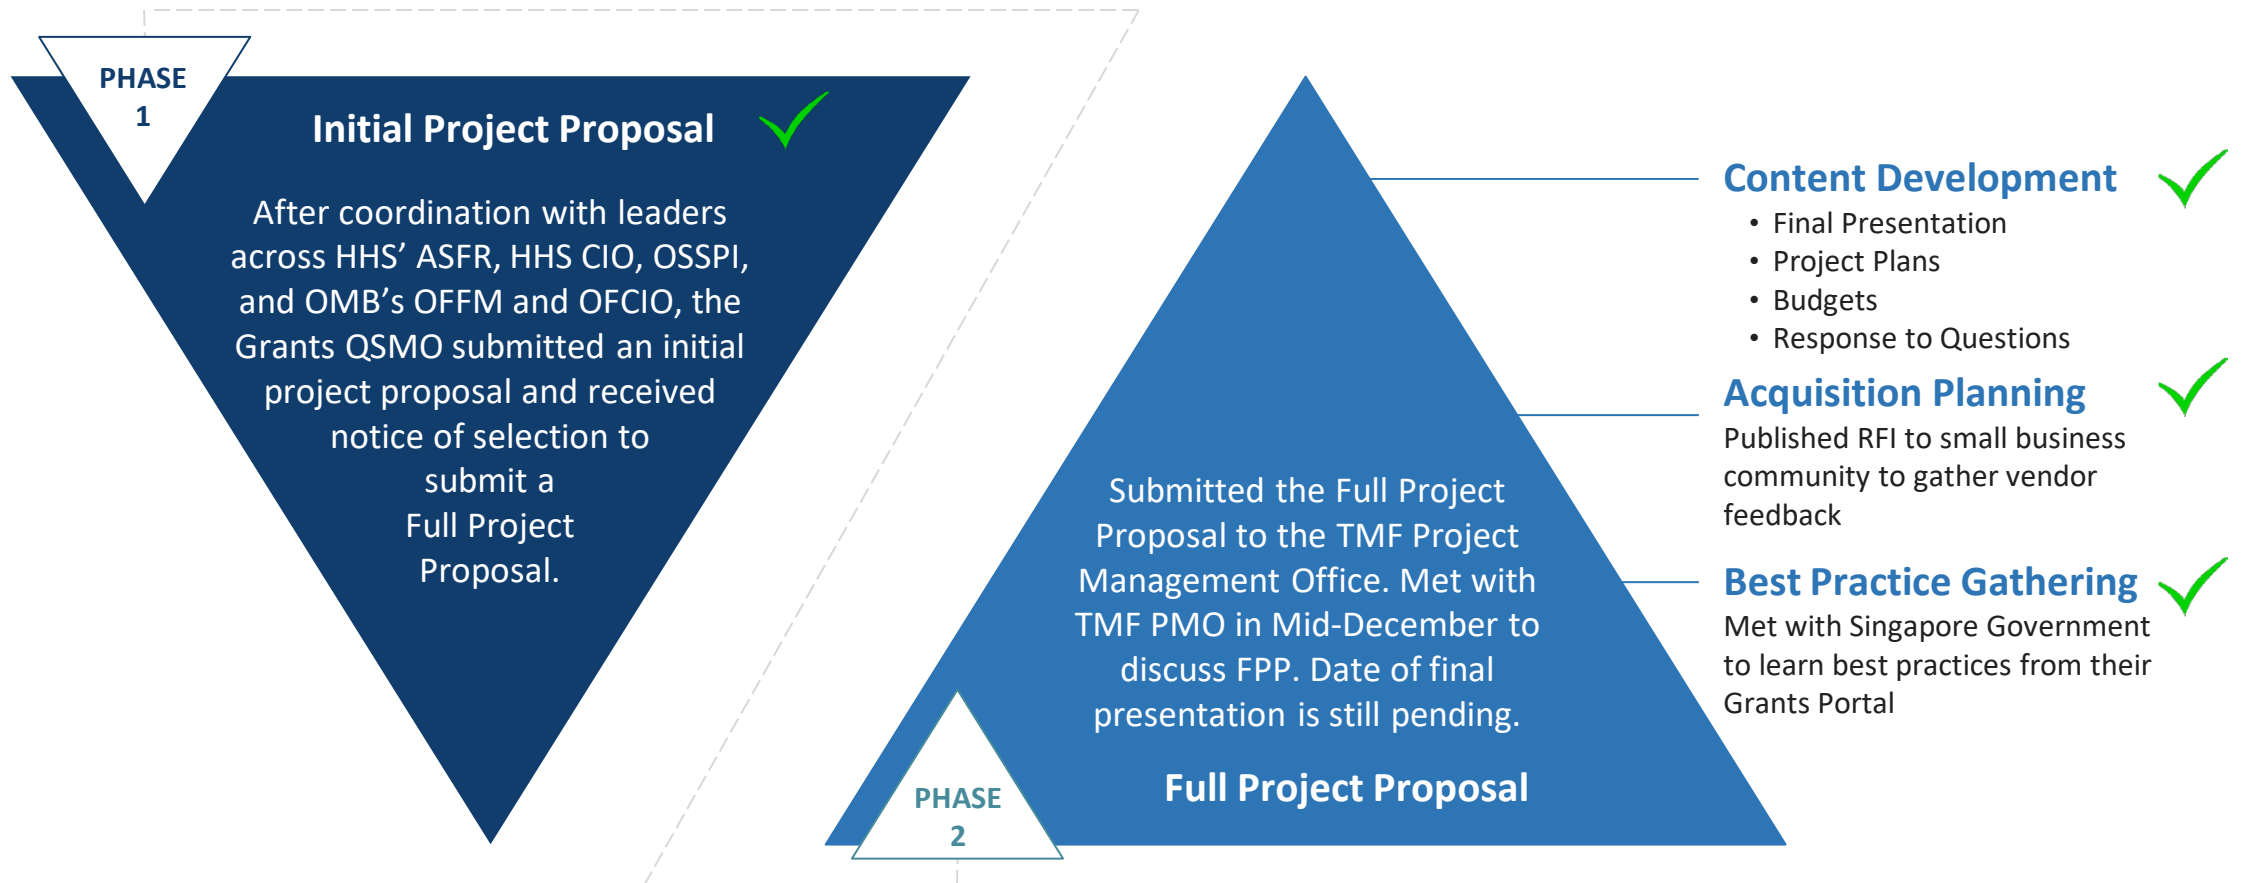 PHASE
1
Initial Project Proposal
After coordination with leaders
across HHS’ ASFR, HHS CIO, OSSPI,
and OMB’s OFFM and OFCIO, the
Grants QSMO submitted an initial
project proposal and received
notice of selection to
submit a
Full Project
Proposal.
Submitted the Full Project
Proposal to the TMF Project
Management Office. Met with
TMF PMO in Mid-December to
discuss FPP. Date of final
presentation is still pending.
Full Project Proposal
PHASE
2
Content Development
• Final Presentation
• Project Plans
• Budgets
• Response to Questions
Acquisition Planning
Published RFI to small business
community to gather vendor
feedback
Best Practice Gathering
Met with Singapore Government
to learn best practices from their
Grants Portal